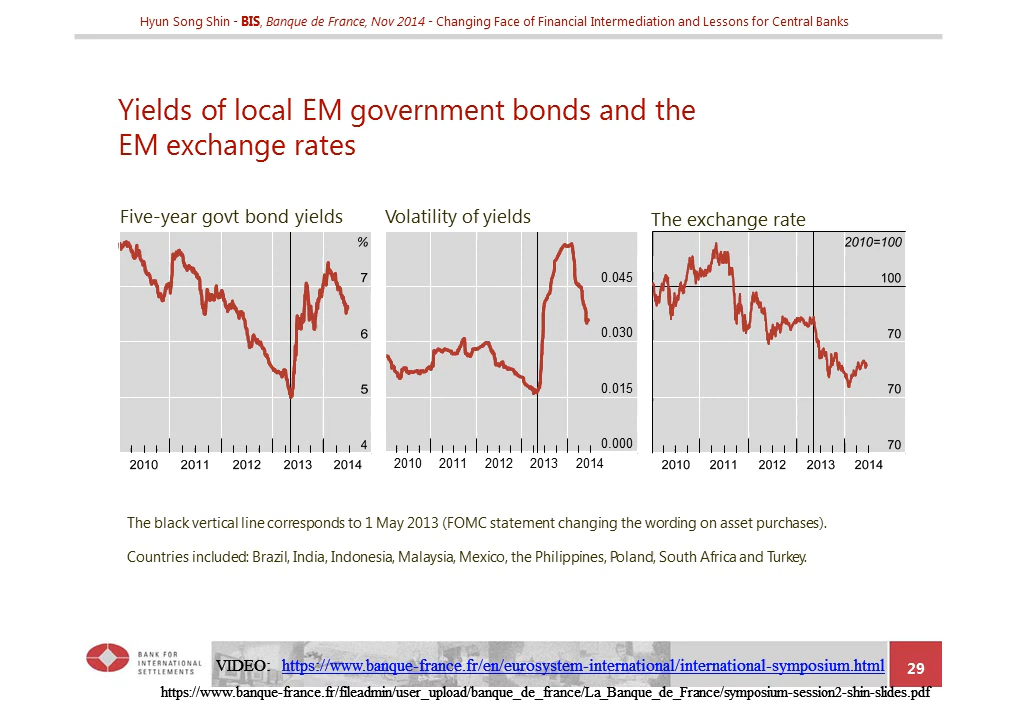 Hyun Song Shin - BIS, Banque de France, Nov 2014 - Changing Face of Financial Intermediation and Lessons for Central Banks
Yields of local EM government bonds and the
EM exchange rates
Five-year govt bond yields
%
7
6
5
4
2010 2011 2012 2013 2014
Volatility of yields
0.045
0.030
0.015
0.000
2010 2011 2012 2013 2014
The exchange rate
2010=100
100
70
70
70
2010 2011 2012 2013 2014
The black vertical line corresponds to 1 May 2013 (FOMC statement changing the wording on asset purchases).
Countries included: Brazil, India, Indonesia, Malaysia, Mexico, the Philippines, Poland, South Africa and Turkey.
BANK FOR
INTERNATIONAL
SETTLEMENTS
VIDEO: https://www.banque-france.fr/en/eurosystem-international/international-symposium.html
29
https://www.banque-france.fr/fileadmin/user_upload/banque_de_france/La_Banque_de_France/symposium-session2-shin-slides.pdf